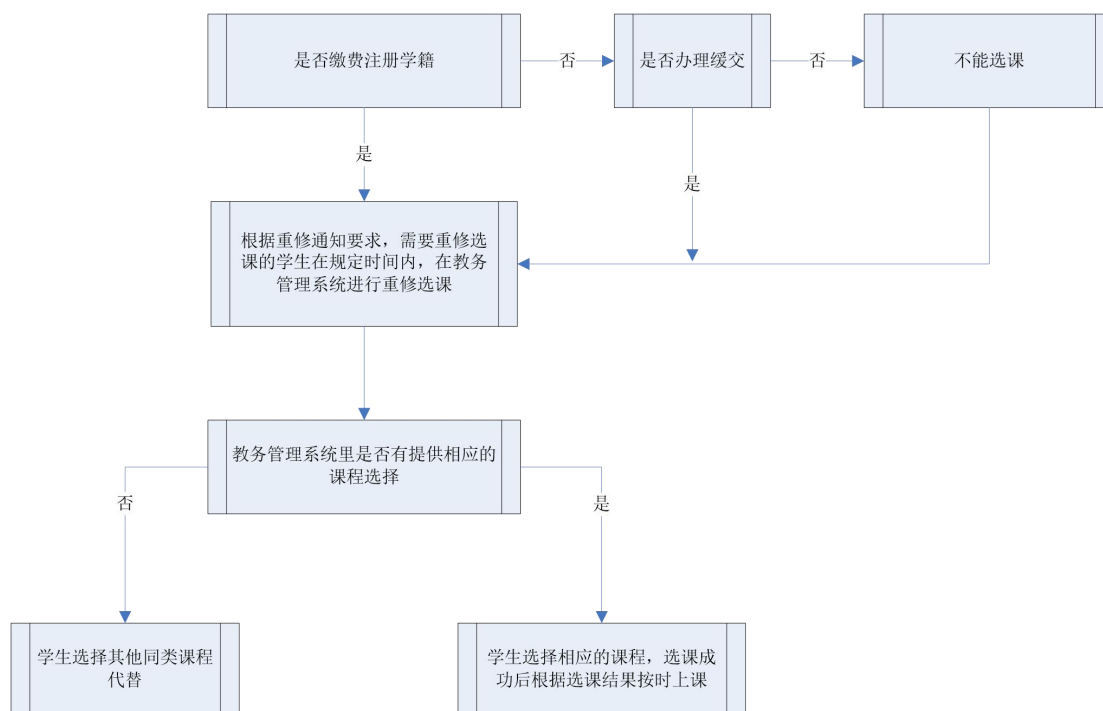 是否缴费注册学籍
否
是否办理缓交
否
不能选课
是
是
根据重修通知要求，需要重修选
课的学生在规定时间内，在教务
管理系统进行重修选课
教务管理系统里是否有提供相应的
课程选择
否
是
学生选择其他同类课程
代替
学生选择相应的课程，选课成
功后根据选课结果按时上课